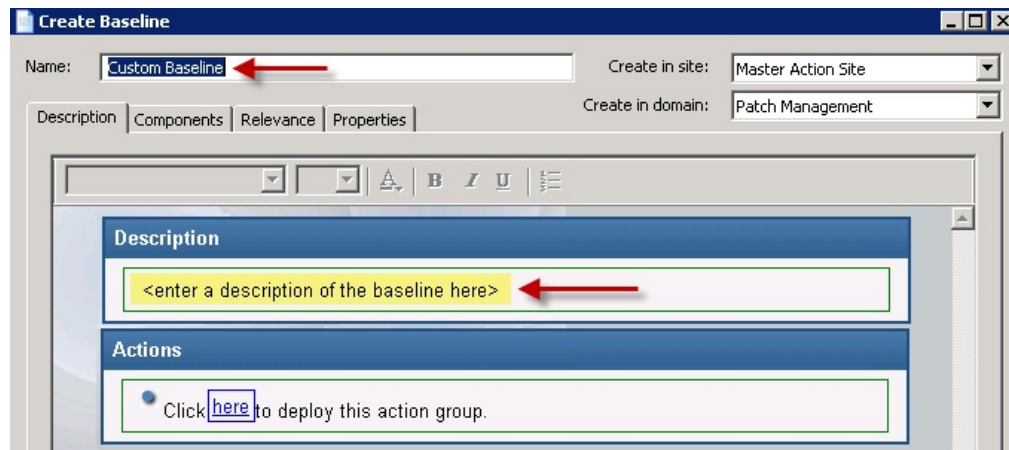 Create Baseline
Name: Custom Baseline Create in site: Master Action Site
Create in domain: Patch Management
Description Components Relevance Properties
A B I U
Description
<enter a description of the baseline here>
Actions
Click here to deploy this action group.